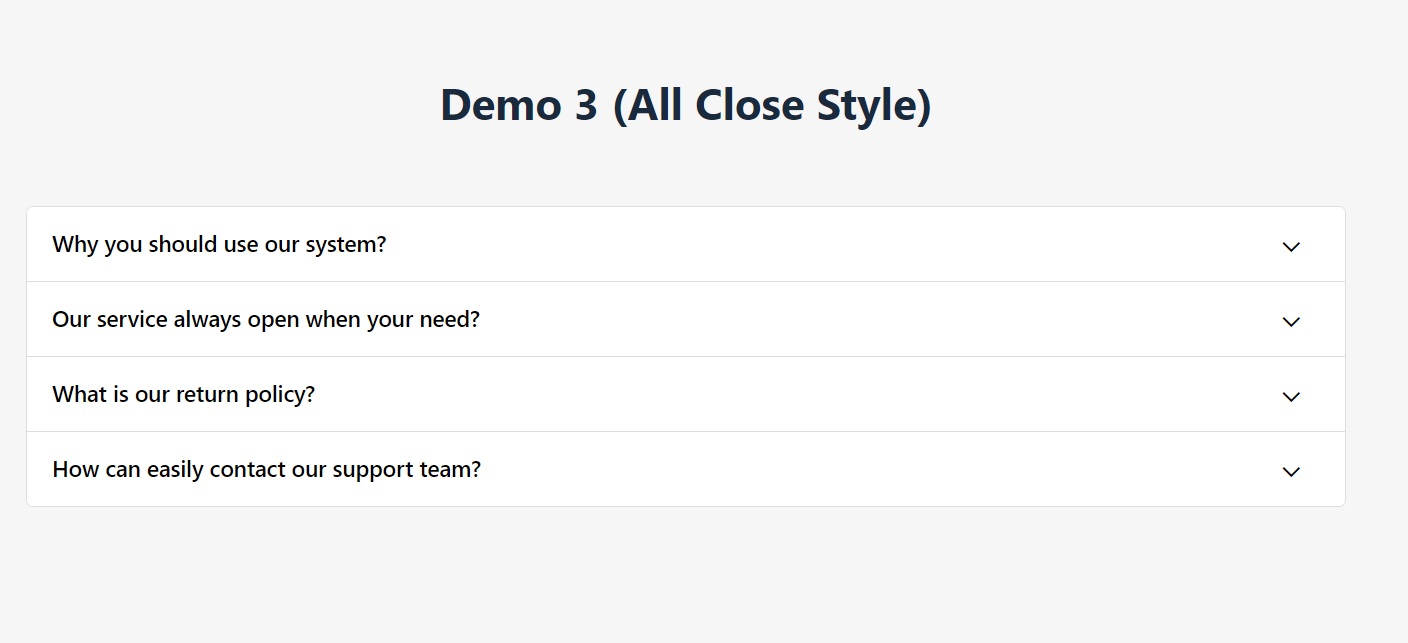 Demo 3 (All Close Style)
Why you should use our system?
Our service always open when your need?
What is our return policy?
How can easily contact our support team?